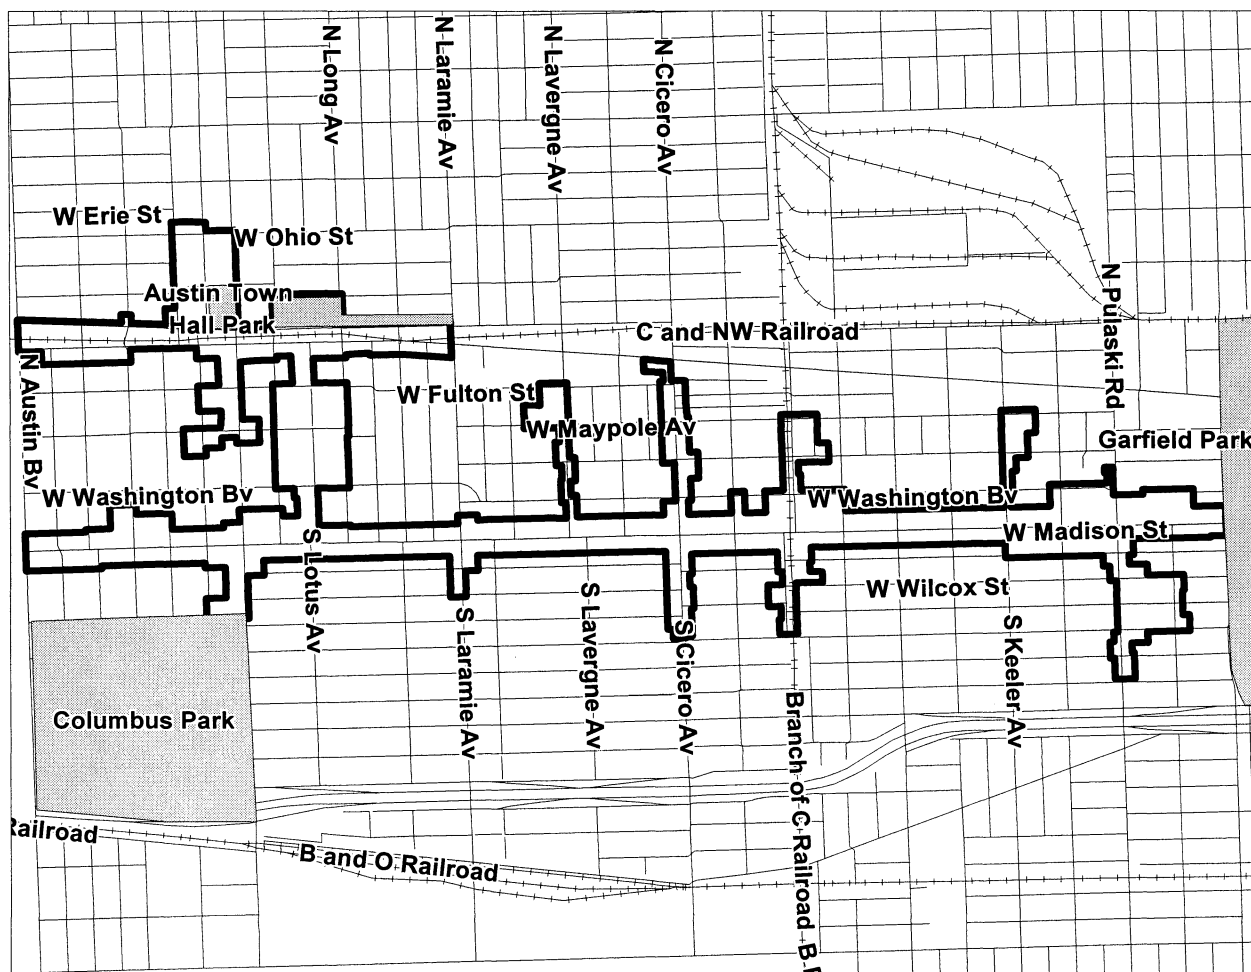 N Long Av
N Laramie Av
N Lavergne Av
N Cicero Av
W Erie St
W Ohio St
Austin Town
Hall Park
C and NW Railroad
N Pulaski Rd
N Austin Bv
W Fulton St
W Maypole Av
Garfield Park
W Washington Bv
W Washington Bv
W Madison St
S Lotus Av
W Wilcox St
S Laramie Av
S Lavergne Av
S Cicero Av
S Keeler Av
Columbus Park
Branch of C Railroad B
Railroad
B and O Railroad